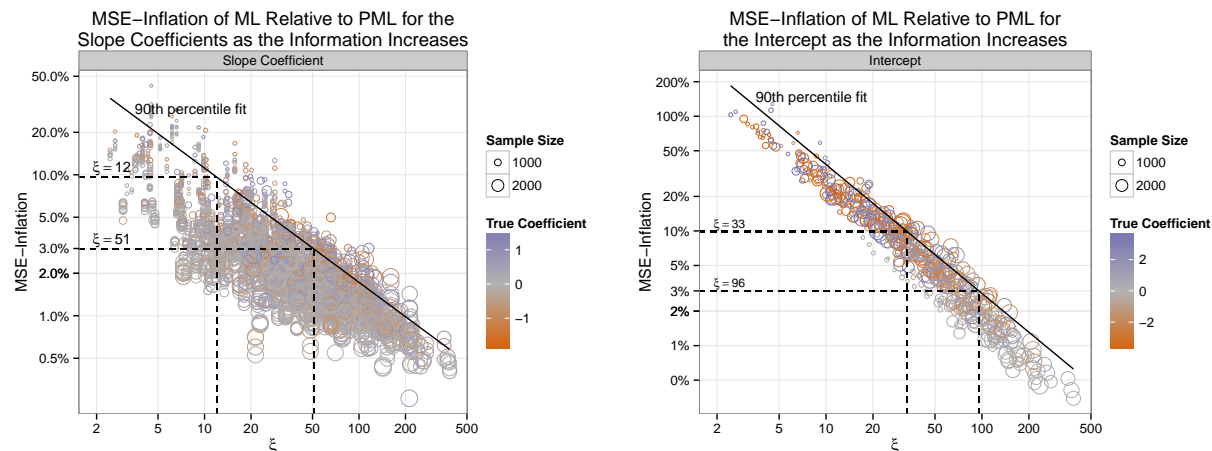 MSE−Inflation of ML Relative to PML for the
Slope Coefficients as the Information Increases
Slope Coefficient
50.0%
20.0%
10.0%
5.0%
3.0%
2.0%
1.0%
0.5%
MSE−Inflation
90th percentile fit
ξ = 12
ξ = 51
2
5
10
20
50
100
200
500
ξ
Sample Size
1000
2000
True Coefficient
1
0
−1
MSE−Inflation of ML Relative to PML for
the Intercept as the Information Increases
Intercept
200%
100%
50%
20%
10%
5%
3%
2%
1%
0%
MSE−Inflation
90th percentile fit
ξ = 33
ξ = 96
2
5
10
20
50
100
200
500
ξ
Sample Size
1000
2000
True Coefficient
2
0
−2